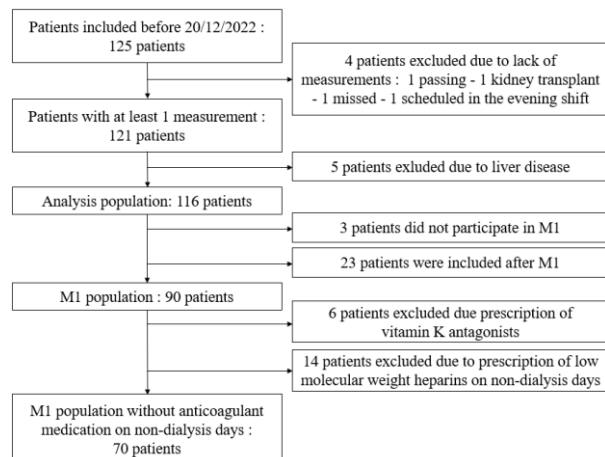 Patients included before 20/12/2022 :
125 patients
4 patients excluded due to lack of
measurements : 1 passing - 1 kidney transplant
- 1 missed - 1 scheduled in the evening shift
Patients with at least 1 measurement :
121 patients
5 patients exluded due to liver disease
Analysis population: 116 patients
3 patients did not participate in M1
23 patients were included after M1
M1 population : 90 patients
6 patients excluded due prescription of
vitamin K antagonists
14 patients excluded due to prescription of low
molecular weight heparins on non-dialysis days
M1 population without anticoagulant
medication on non-dialysis days :
70 patients